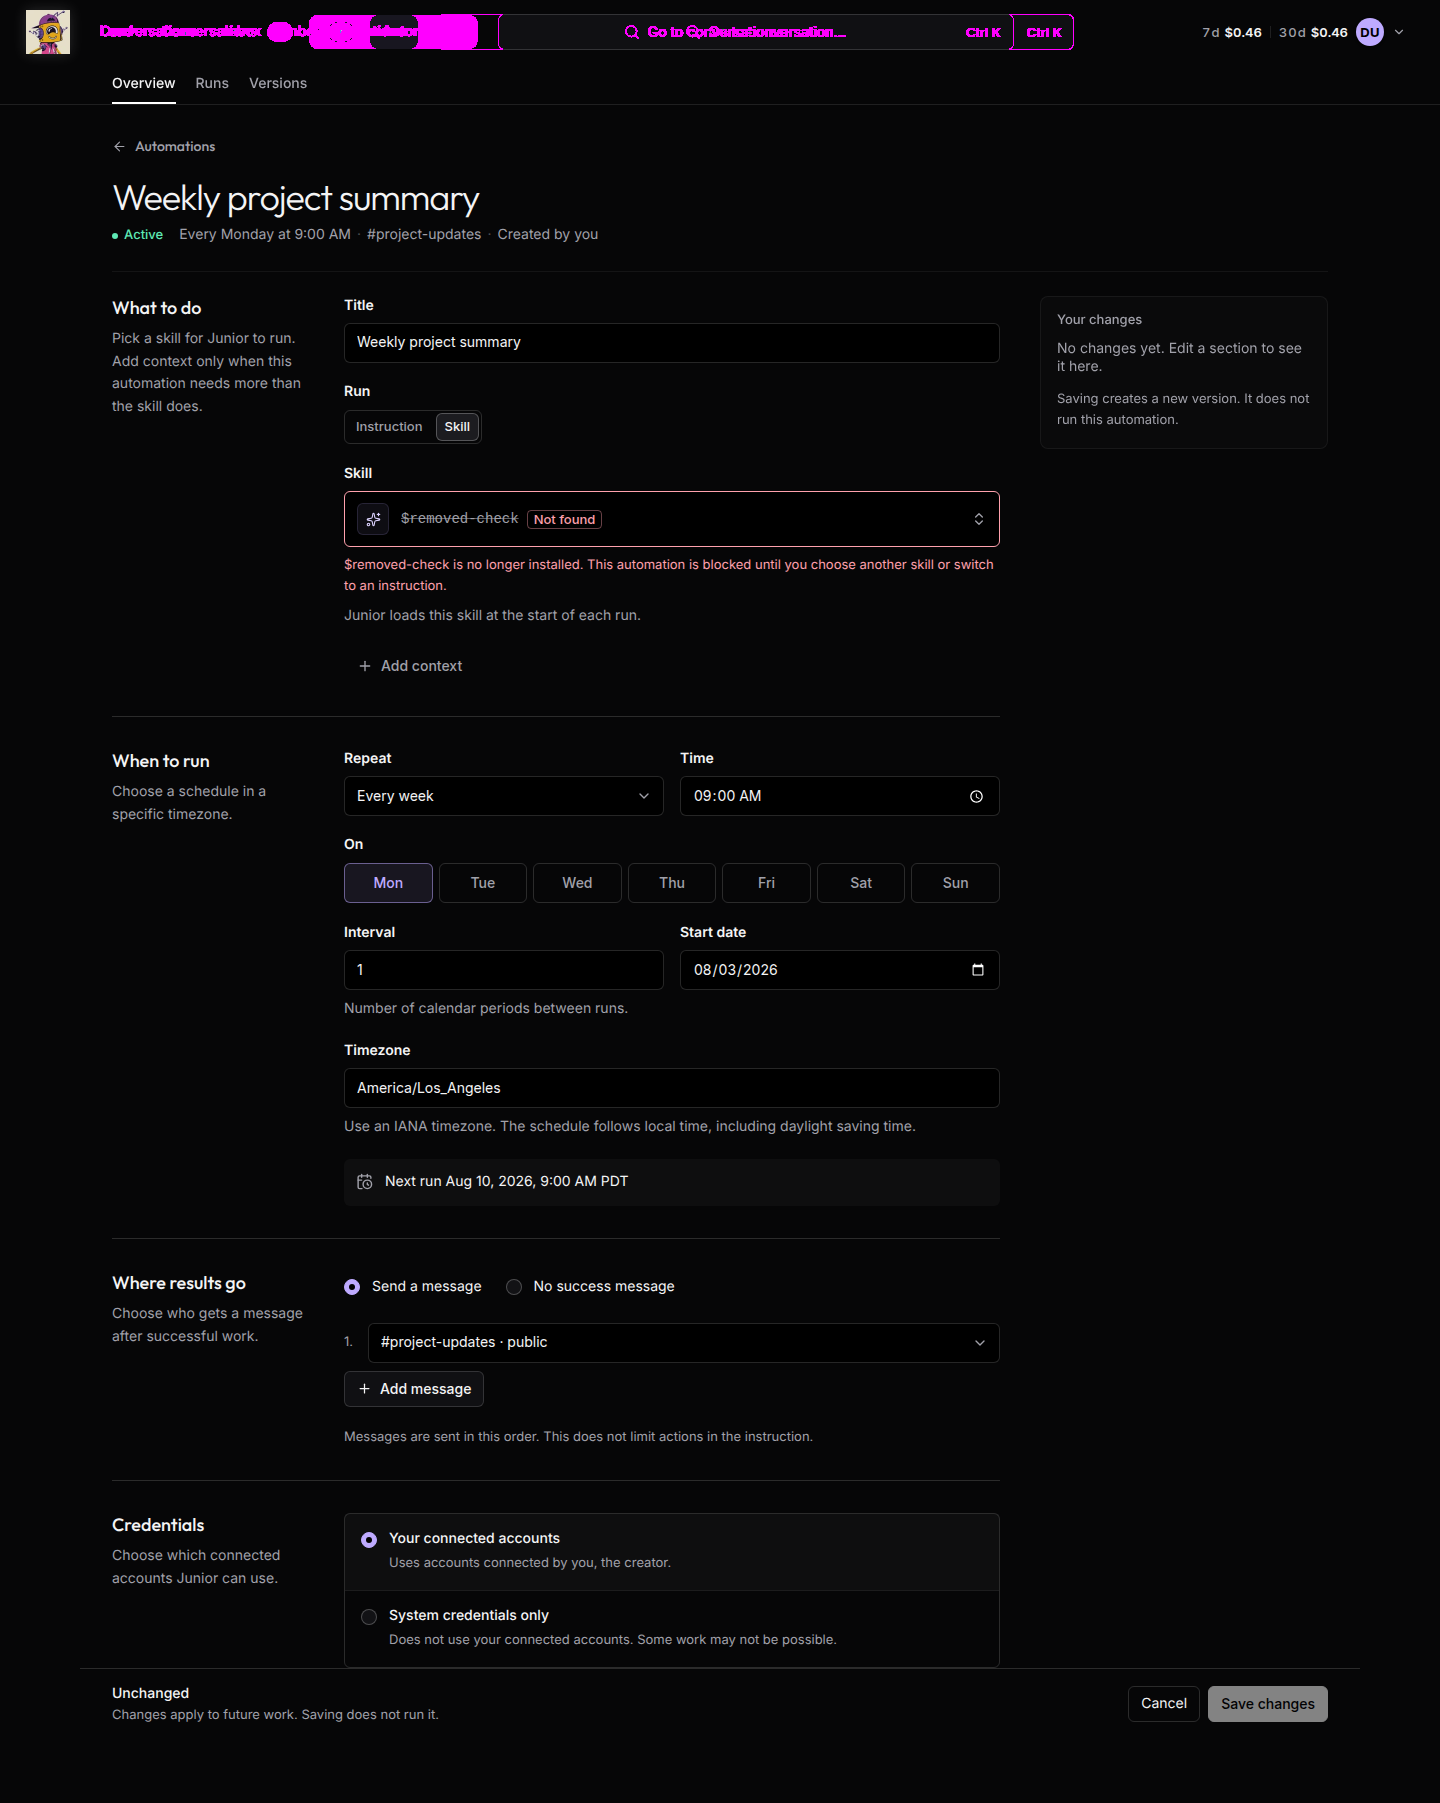 Go to
Ctrl K
Ctrl K
7d $0.46
30d $0.46
DU
Overview
Runs
Versions
Automations
Weekly project summary
Active
Every Monday at 9:00 AM · #project-updates · Created by you
What to do
Pick a skill for Junior to run.
Add context only when this
automation needs more than
the skill does.
Title
Weekly project summary
Run
Instruction
Skill
Skill
$removed-check
Not found
$removed-check is no longer installed. This automation is blocked until you choose another skill or switch
to an instruction.
Junior loads this skill at the start of each run.
Add context
Your changes
No changes yet. Edit a section to see
it here.
Saving creates a new version. It does not
run this automation.
When to run
Choose a schedule in a
specific timezone.
Repeat
Every week
Time
09:00 AM
On
Mon
Tue
Wed
Thu
Fri
Sat
Sun
Interval
1
Number of calendar periods between runs.
Start date
08/03/2026
Timezone
America/Los_Angeles
Use an IANA timezone. The schedule follows local time, including daylight saving time.
Next run Aug 10, 2026, 9:00 AM PDT
Where results go
Choose who gets a message
after successful work.
Send a message
No success message
1.
#project-updates · public
Add message
Messages are sent in this order. This does not limit actions in the instruction.
Credentials
Choose which connected
accounts Junior can use.
Your connected accounts
Uses accounts connected by you, the creator.
System credentials only
Does not use your connected accounts. Some work may not be possible.
Unchanged
Changes apply to future work. Saving does not run it.
Cancel
Save changes